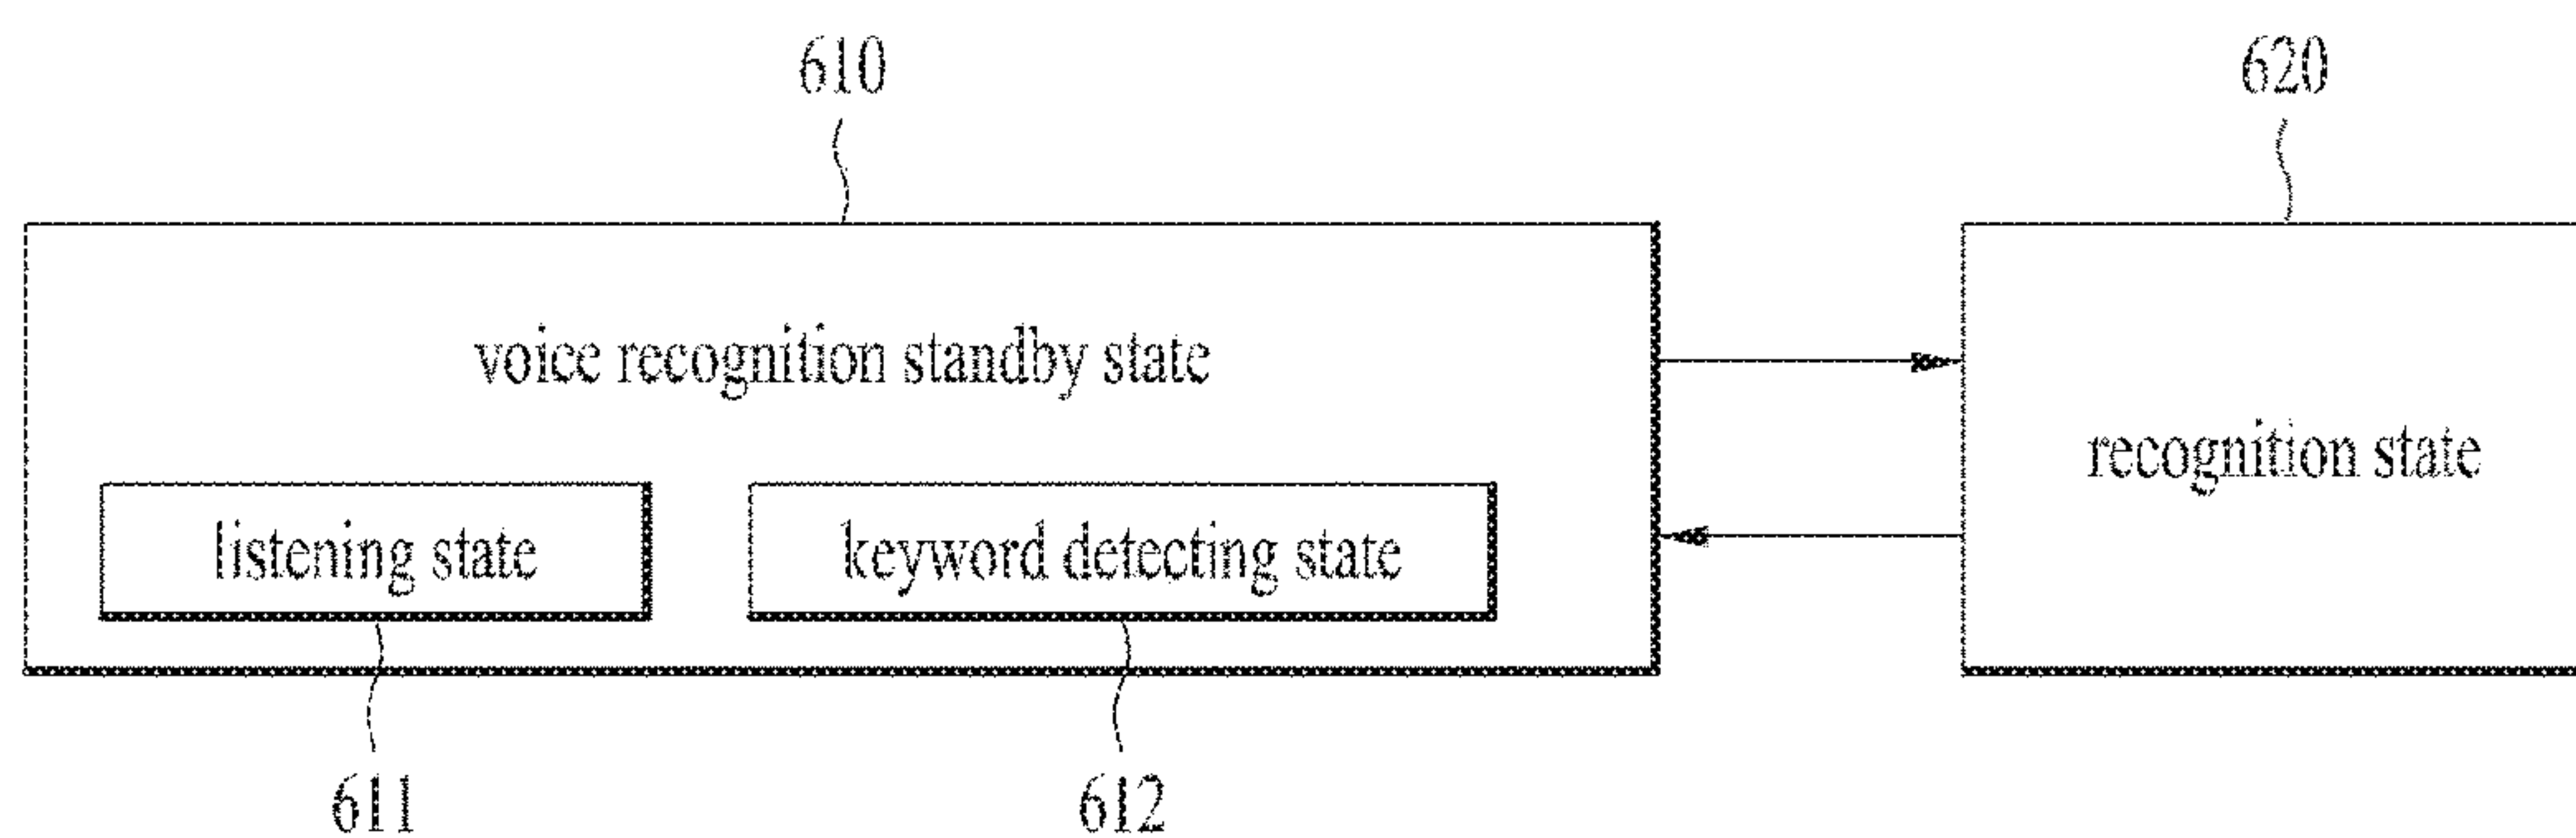 610
620
voice recognition standby state
recognition state
listening state
keyword detecting state
611
612